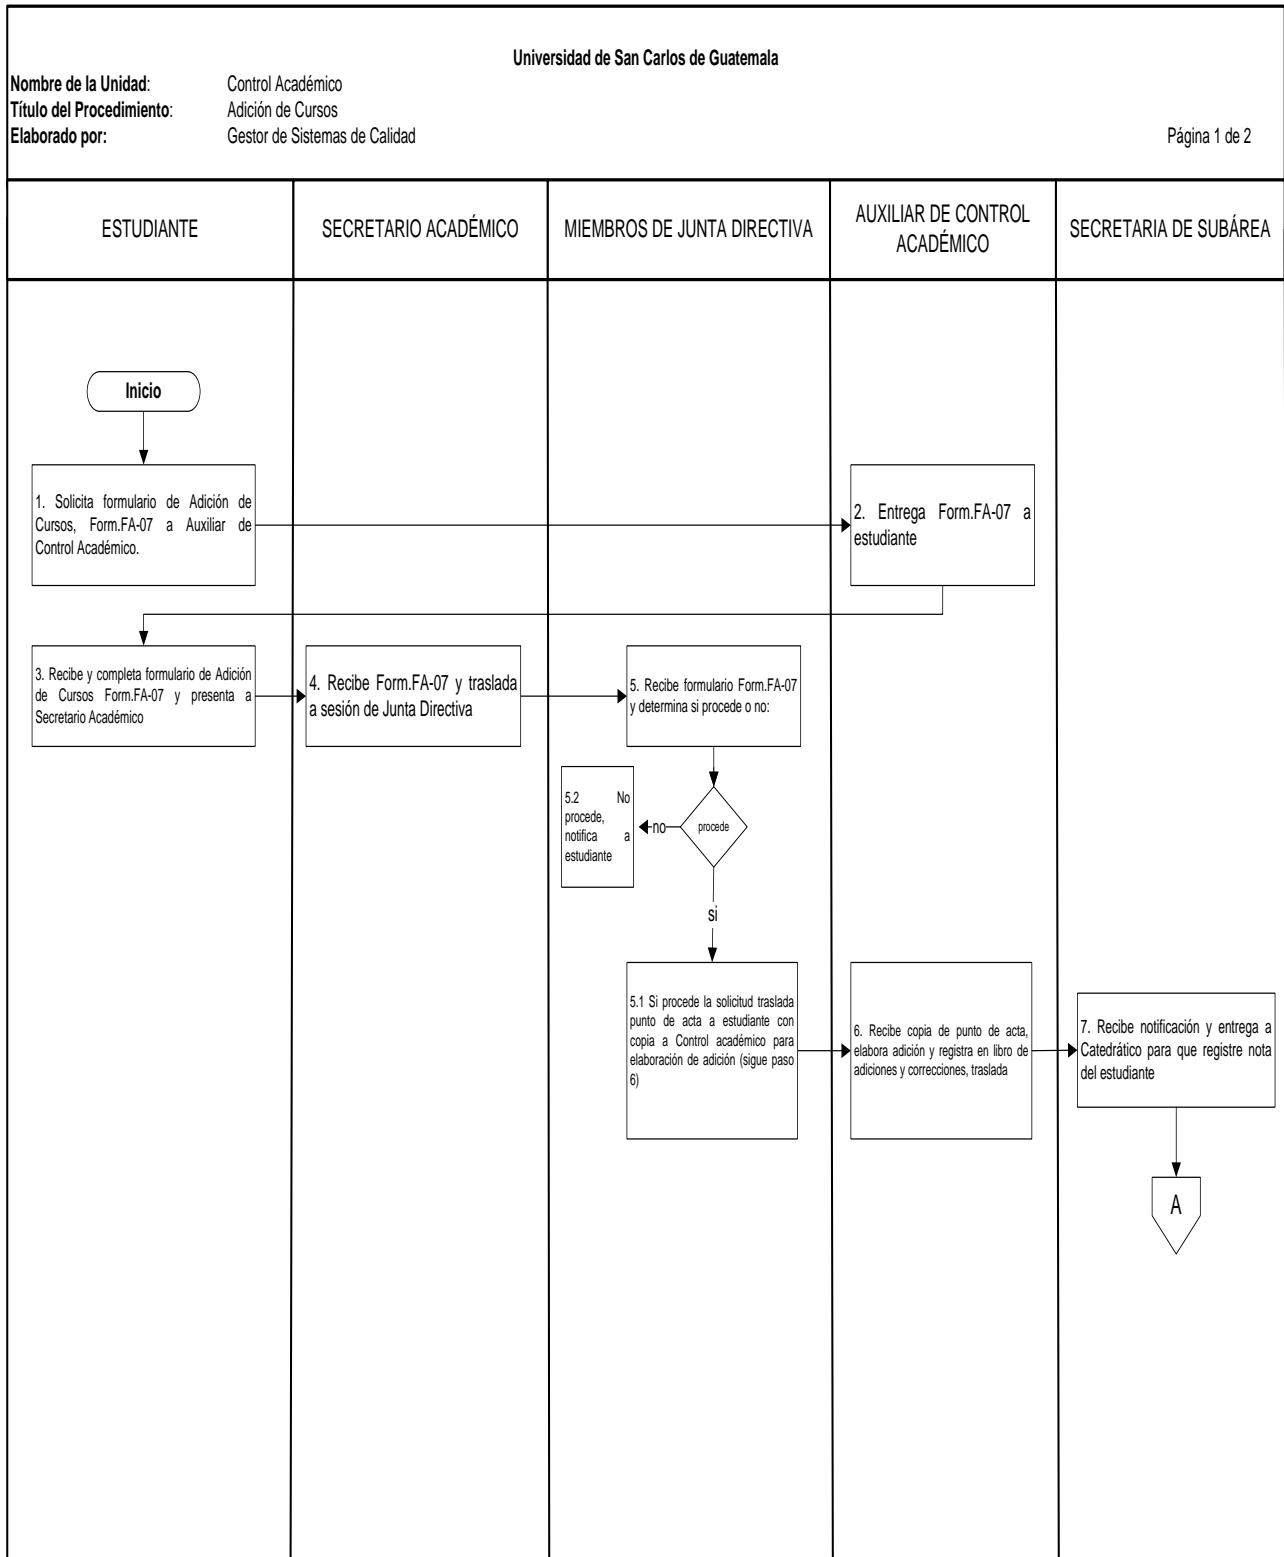 Universidad de San Carlos de Guatemala
Nombre de la Unidad: Control Académico
Título del Procedimiento: Adición de Cursos
Elaborado por: Gestor de Sistemas de Calidad Página 1 de 2
ESTUDIANTE
SECRETARIO ACADÉMICO
MIEMBROS DE JUNTA DIRECTIVA
AUXILIAR DE CONTROL
ACADÉMICO
SECRETARIA DE SUBÁREA
Inicio
1. Solicita formulario de Adición de
Cursos, Form.FA-07 a Auxiliar de
Control Académico.
2. Entrega Form.FA-07 a
estudiante
3. Recibe y completa formulario de Adición
de Cursos Form.FA-07 y presenta a
Secretario Académico
4. Recibe Form.FA-07 y traslada
a sesión de Junta Directiva
5. Recibe formulario Form.FA-07
y determina si procede o no:
procede
no
5.2 No
procede,
notifica a
estudiante
si
5.1 Si procede la solicitud traslada
punto de acta a estudiante con
copia a Control académico para
elaboración de adición (sigue paso
6)
6. Recibe copia de punto de acta,
elabora adición y registra en libro de
adiciones y correcciones, traslada
7. Recibe notificación y entrega a
Catedrático para que registre nota
del estudiante
A